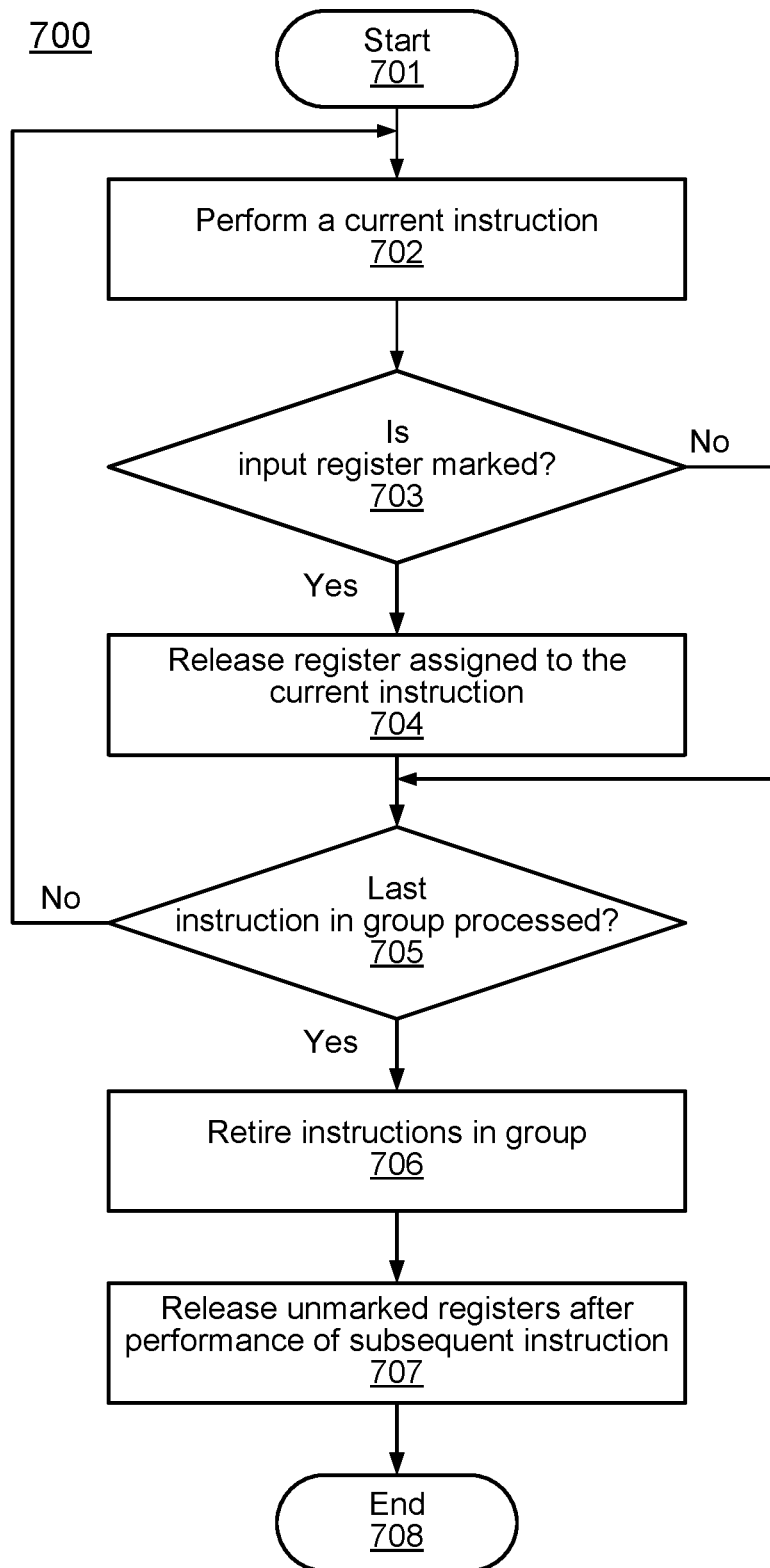 700
Start
701
Perform a current instruction
702
Is
input register marked?
703
No
Yes
Release register assigned to the
current instruction
704
No
Last
instruction in group processed?
705
Yes
Retire instructions in group
706
Release unmarked registers after
performance of subsequent instruction
707
End
708